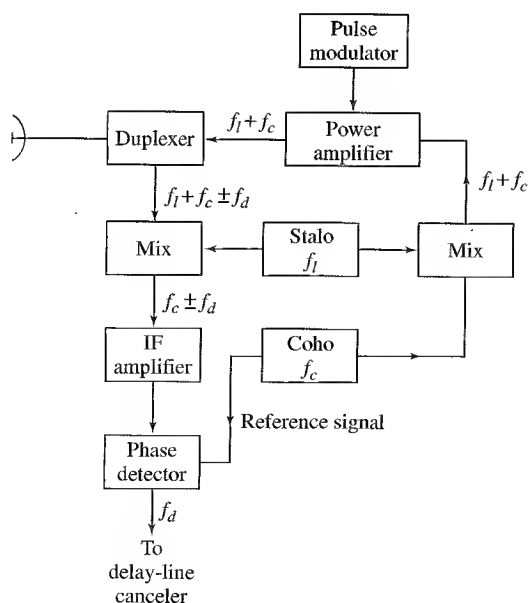 Pulse
modulator
Duplexer
f_l + f_c
Power
amplifier
f_l + f_c
f_l + f_c ± f_d
Mix
Stalo
f_l
Mix
f_c ± f_d
IF
amplifier
Coho
f_c
Reference signal
Phase
detector
f_d
To
delay-line
canceler